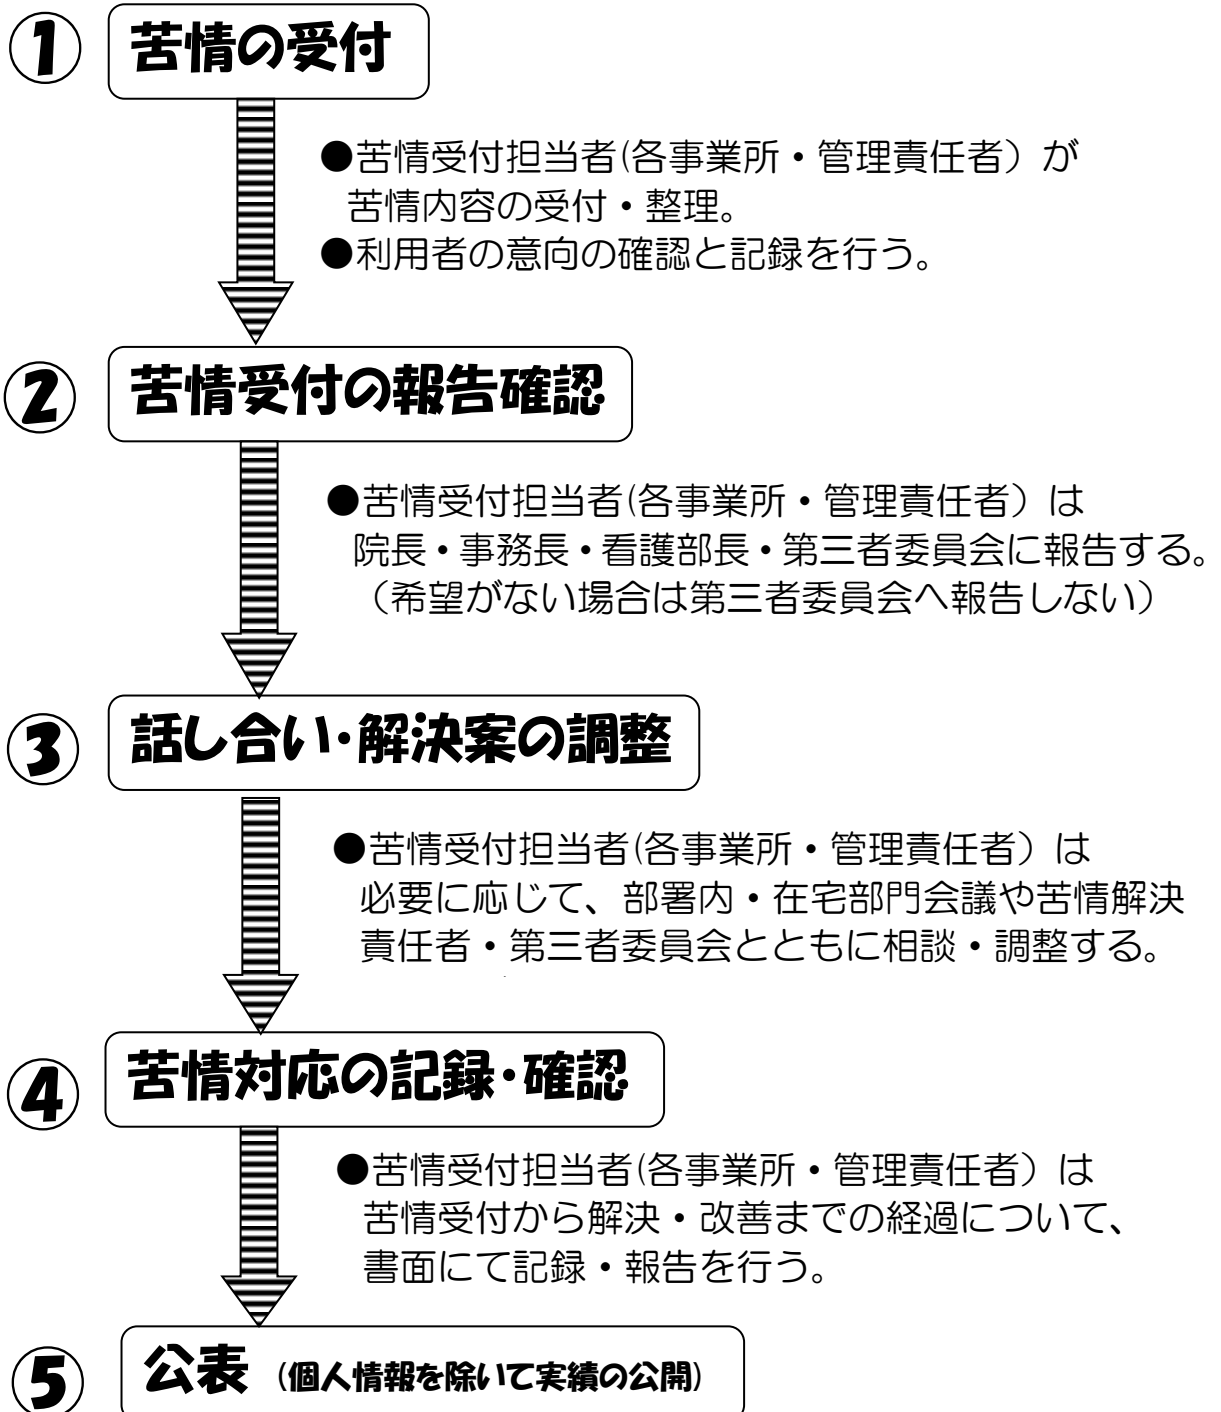 ① 苦情の受付
●苦情受付担当者(各事業所・管理責任者）が
苦情内容の受付・整理。
●利用者の意向の確認と記録を行う。
② 苦情受付の報告確認
●苦情受付担当者(各事業所・管理責任者）は
院長・事務長・看護部長・第三者委員会に報告する。
（希望がない場合は第三者委員会へ報告しない）
③ 話し合い・解決案の調整
●苦情受付担当者(各事業所・管理責任者）は
必要に応じて、部署内・在宅部門会議や苦情解決
責任者・第三者委員会とともに相談・調整する。
④ 苦情対応の記録・確認
●苦情受付担当者(各事業所・管理責任者）は
苦情受付から解決・改善までの経過について、
書面にて記録・報告を行う。
⑤ 公表 (個人情報を除いて実績の公開)